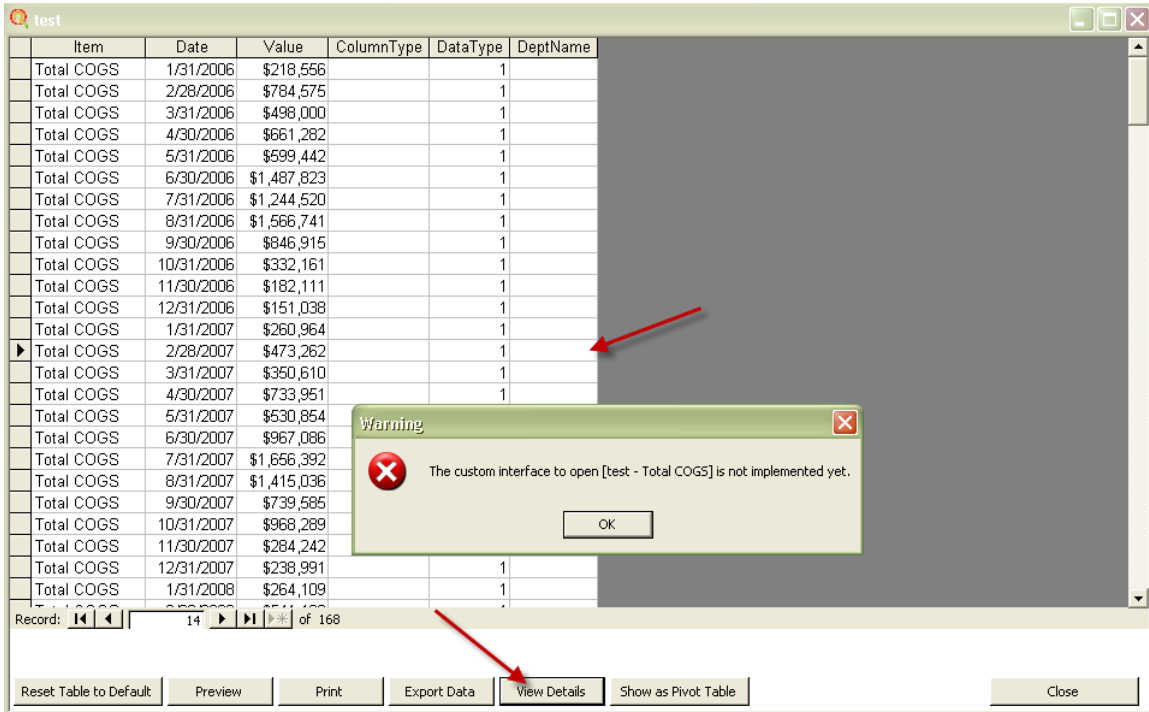 test
Item Date Value ColumnType DataType DeptName
Total COGS 1/31/2006 $218,556 1
Total COGS 2/28/2006 $784,575 1
Total COGS 3/31/2006 $498,000 1
Total COGS 4/30/2006 $661,282 1
Total COGS 5/31/2006 $599,442 1
Total COGS 6/30/2006 $1,487,823 1
Total COGS 7/31/2006 $1,244,520 1
Total COGS 8/31/2006 $1,566,741 1
Total COGS 9/30/2006 $846,915 1
Total COGS 10/31/2006 $332,161 1
Total COGS 11/30/2006 $182,111 1
Total COGS 12/31/2006 $151,038 1
Total COGS 1/31/2007 $260,964 1
Total COGS 2/28/2007 $473,262 1
Total COGS 3/31/2007 $350,610 1
Total COGS 4/30/2007 $733,951 1
Total COGS 5/31/2007 $530,854
Total COGS 6/30/2007 $967,086
Total COGS 7/31/2007 $1,656,392
Total COGS 8/31/2007 $1,415,036
Total COGS 9/30/2007 $739,585
Total COGS 10/31/2007 $968,289
Total COGS 11/30/2007 $284,242
Total COGS 12/31/2007 $238,991 1
Total COGS 1/31/2008 $264,109 1
Warning
The custom interface to open [test - Total COGS] is not implemented yet.
OK
Record: 14 of 168
Reset Table to Default Preview Print Export Data View Details Show as Pivot Table Close